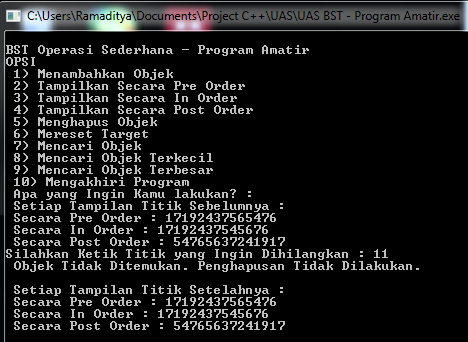 C:\Users\Ramaditya\Documents\Project C++\UAS\UAS BST - Program Amatir.exe
BST Operasi Sederhana - Program Amatir
OPSI
1) Menambahkan Objek
2) Tampilkan Secara Pre Order
3) Tampilkan Secara In Order
4) Tampilkan Secara Post Order
5) Menghapus Objek
6) Mereset Target
7) Mencari Objek
8) Mencari Objek Terkecil
9) Mencari Objek Terbesar
10) Mengakhiri Program
Apa yang Ingin Kamu lakukan? :
Setiap Tampilan Titik Sebelumnya :
Secara Pre Order : 17192437565476
Secara In Order : 17192437545676
Secara Post Order : 54765637241917
Silahkan Ketik Titik yang Ingin Dihilangkan : 11
Objek Tidak Ditemukan. Penghapusan Tidak Dilakukan.
Setiap Tampilan Titik Setelahnya :
Secara Pre Order : 17192437565476
Secara In Order : 17192437545676
Secara Post Order : 54765637241917